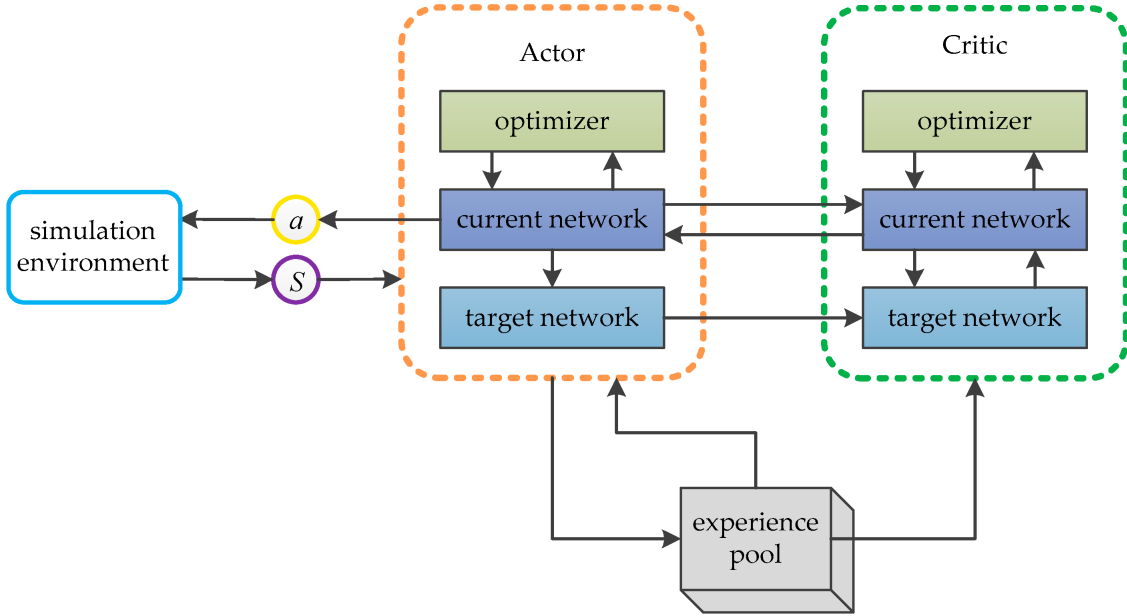 Actor
Critic
optimizer
optimizer
current network
current network
target network
target network
simulation
environment
a
S
experience
pool